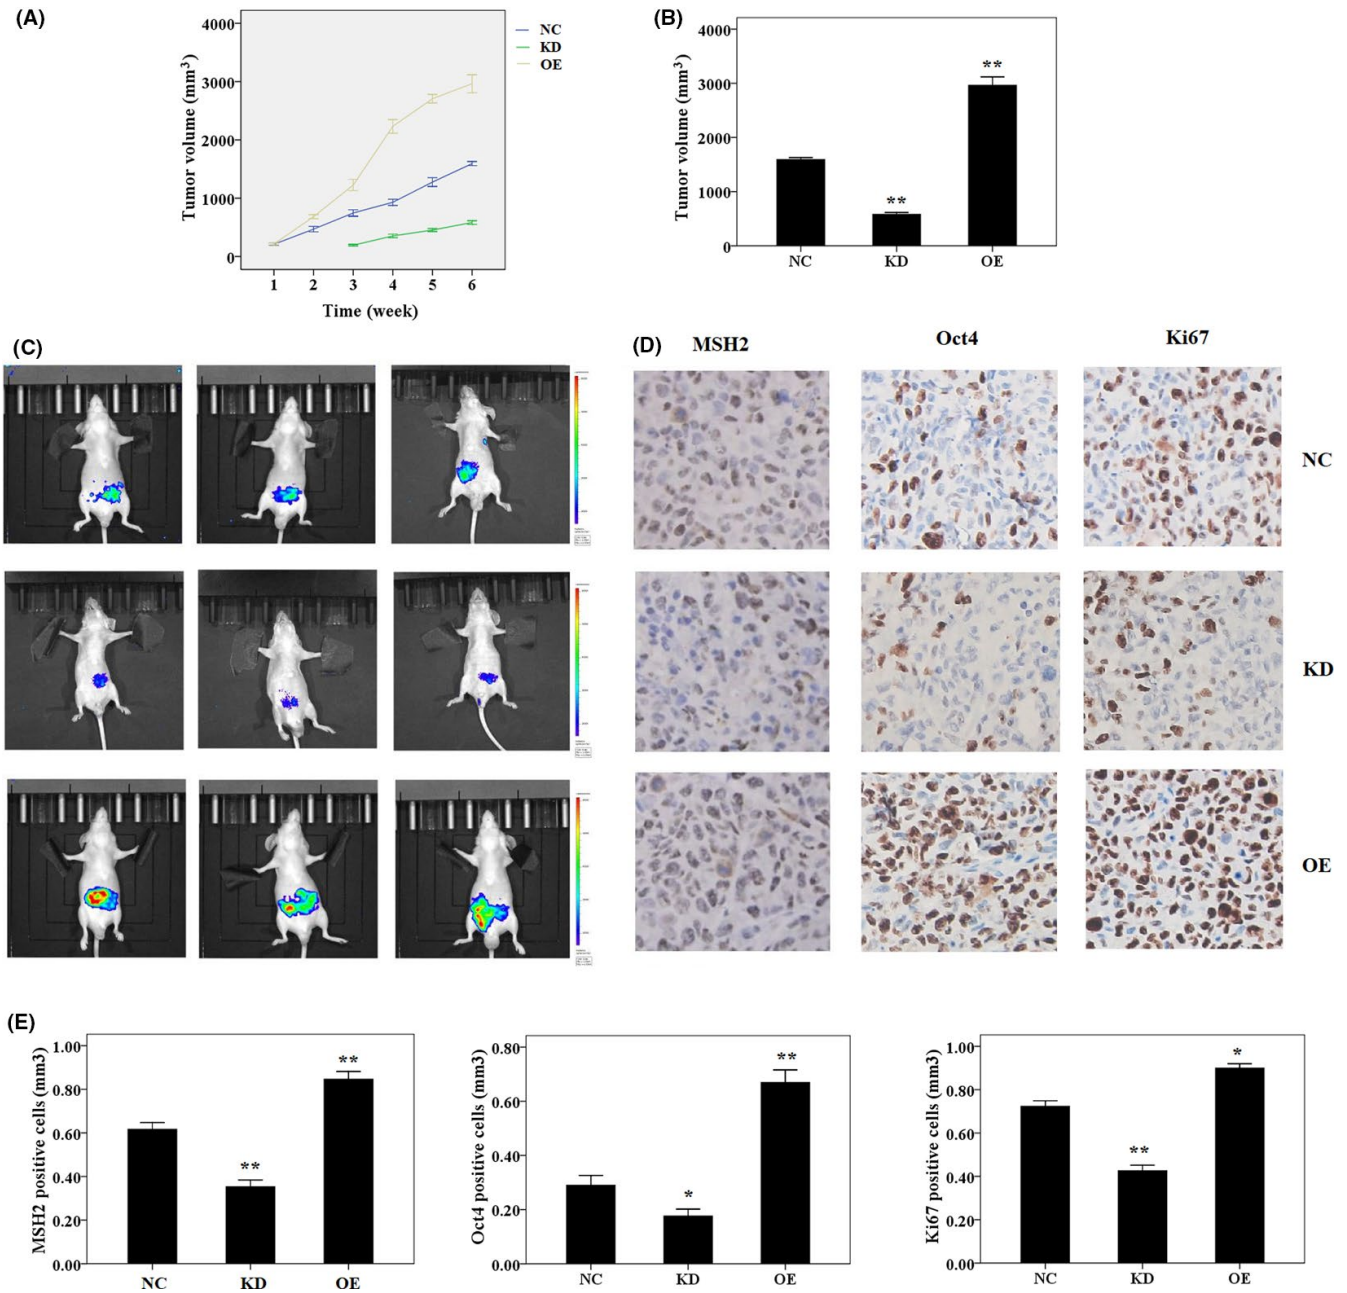 (A)
4000
3000
2000
1000
0
Tumor volume (mm3)
1 2 3 4 5 6
Time (week)
NC
KD
OE
(B)
4000
3000
2000
1000
0
Tumor volume (mm3)
**
**
NC KD OE
(C)
(D)
MSH2 Oct4 Ki67
NC
KD
OE
(E)
1.00
0.80
0.60
0.40
0.20
0.00
MSH2 positive cells (mm3)
**
**
NC KD OE
0.80
0.60
0.40
0.20
0.00
Oct4 positive cells (mm3)
*
**
NC KD OE
1.00
0.80
0.60
0.40
0.20
0.00
Ki67 positive cells (mm3)
**
*
NC KD OE